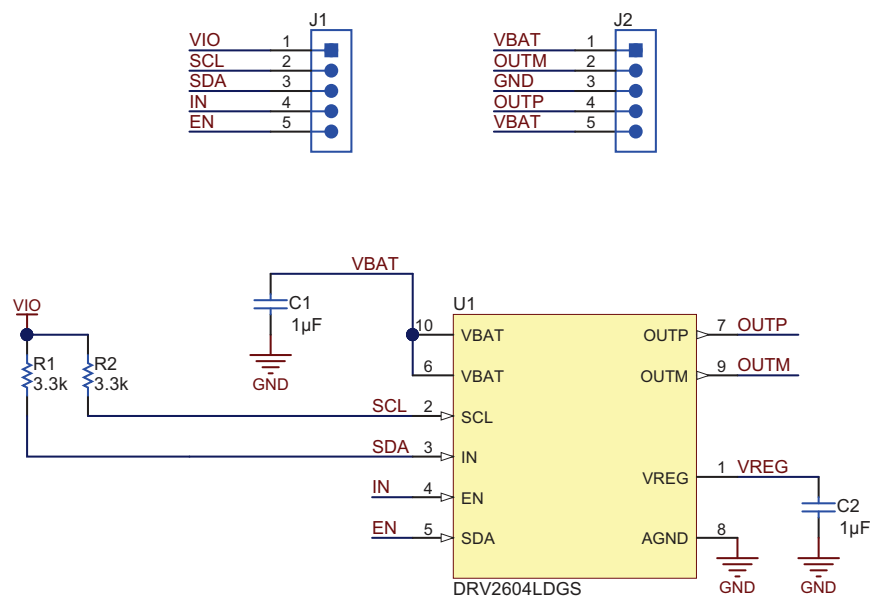 J1
VIO 1
SCL 2
SDA 3
IN 4
EN 5
J2
VBAT 1
OUTM 2
GND 3
OUTP 4
VBAT 5
VIO
R1
3.3k
R2
3.3k
VBAT
C1
1µF
GND
U1
10 VBAT
6 VBAT
SCL 2 SCL
SDA 3 IN
IN 4 EN
EN 5 SDA
OUTP 7 OUTP
OUTM 9 OUTM
VREG 1 VREG
AGND 8
C2
1µF
GND
GND
DRV2604LDGS